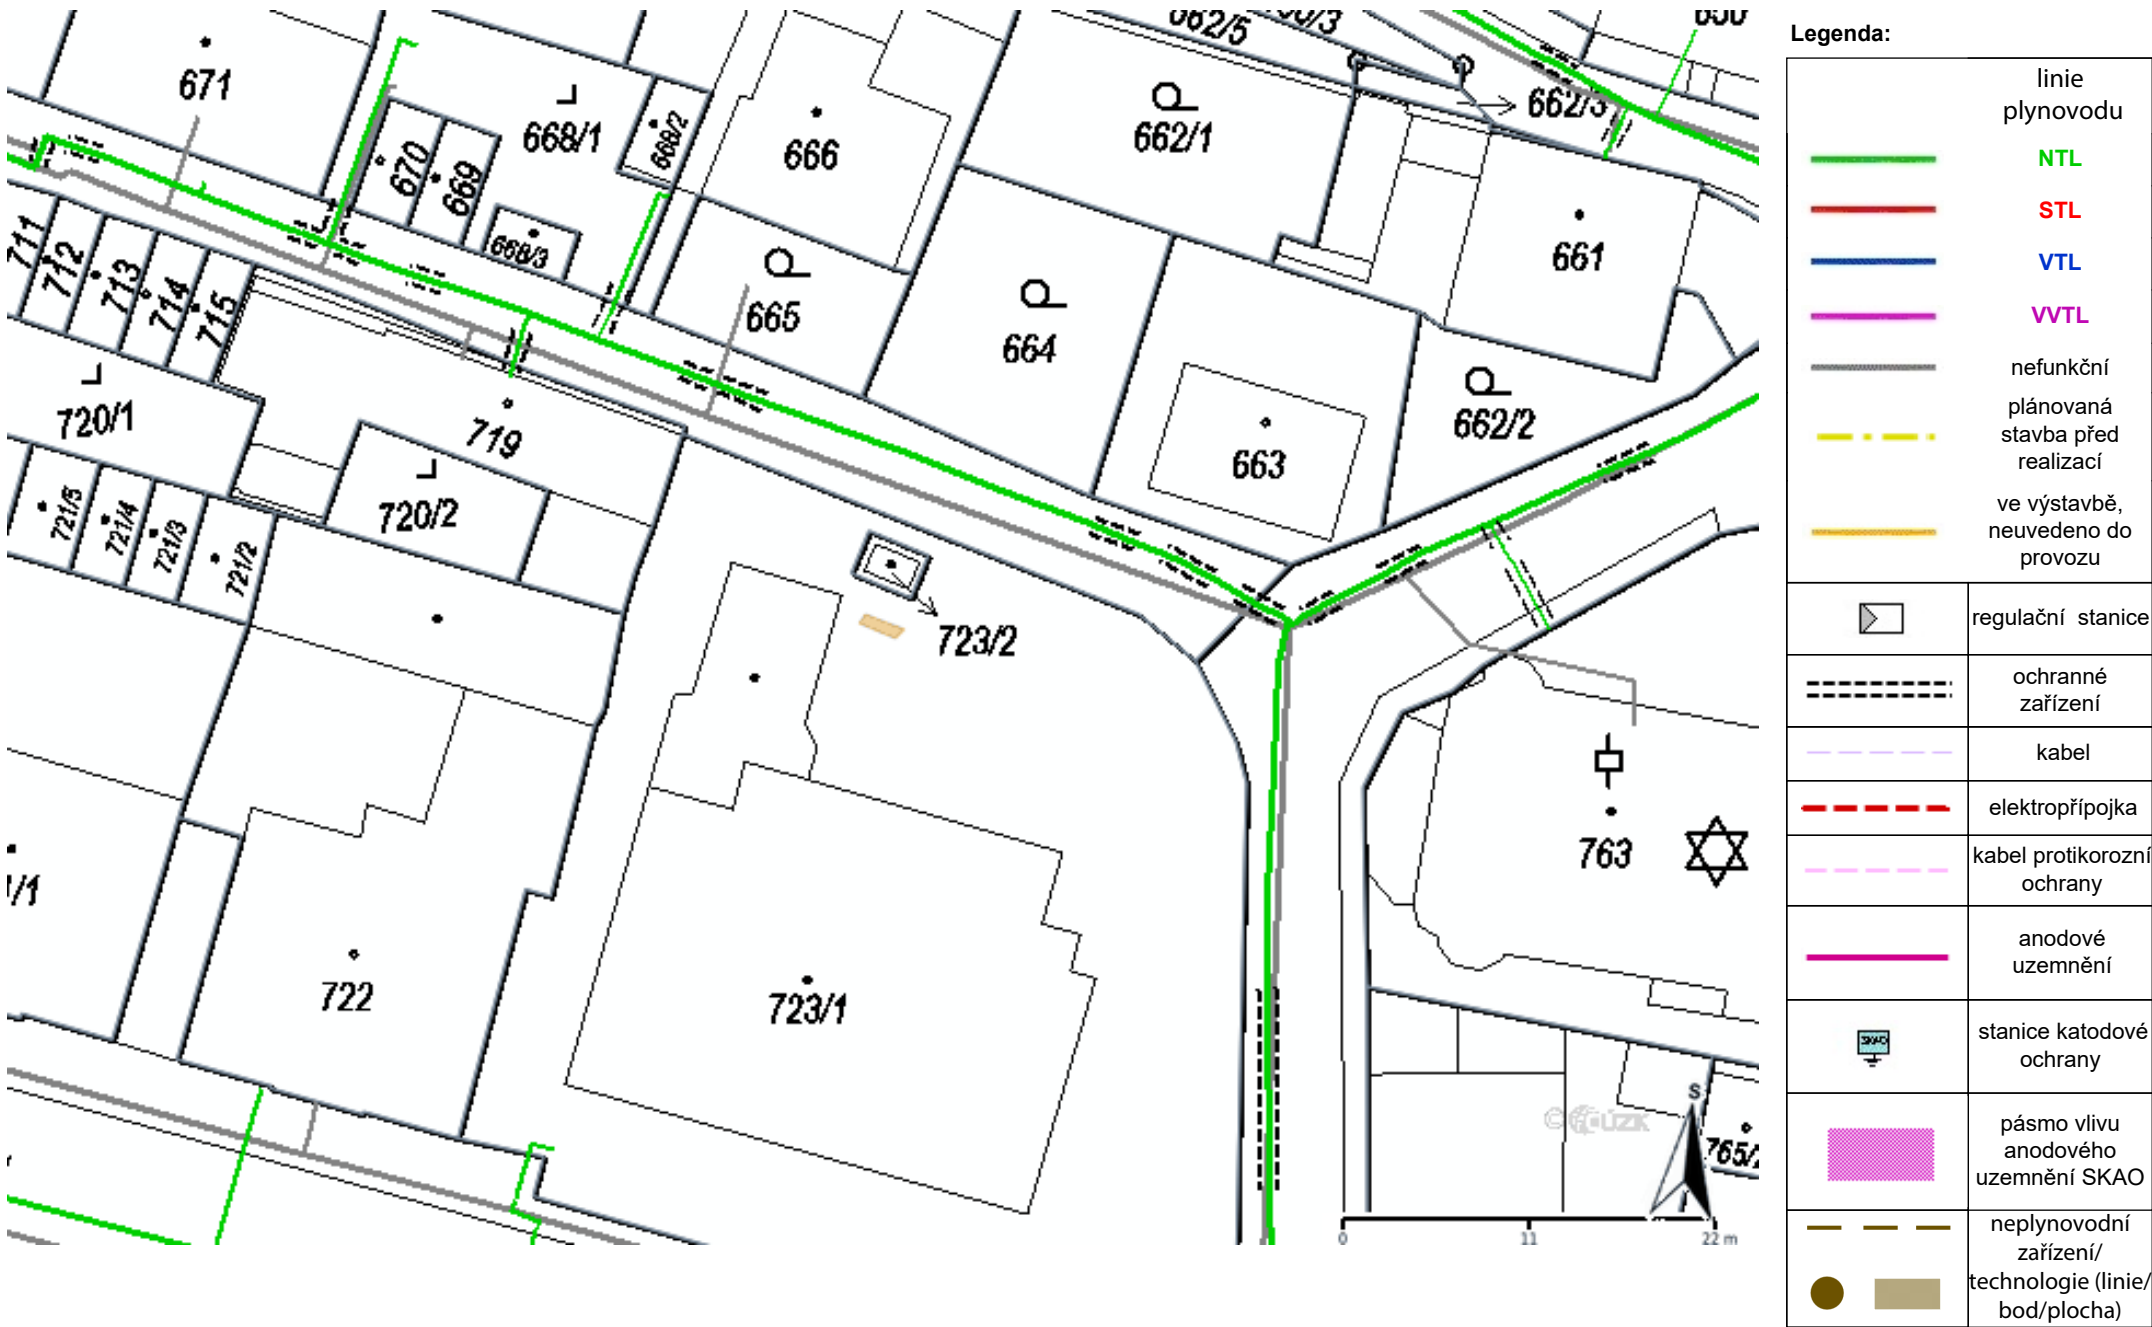 671
668/1
668/2
670
669
668/3
666
665
662/5
662/1
662/3
661
664
663
662/2
711
712
713
714
715
719
720/1
720/2
721/5
721/4
721/3
721/2
723/2
723/1
722
/1
763
765/2
S
0 11 22 m
© ČÚZK
Legenda:
linie
plynovodu
NTL
STL
VTL
VVTL
nefunkční
plánovaná
stavba před
realizací
ve výstavbě,
neuvedeno do
provozu
regulační stanice
ochranné
zařízení
kabel
elektropřípojka
kabel protikorozní
ochrany
anodové
uzemnění
SKAO
stanice katodové
ochrany
pásmo vlivu
anodového
uzemnění SKAO
neplynovodní
zařízení/
technologie (linie/
bod/plocha)